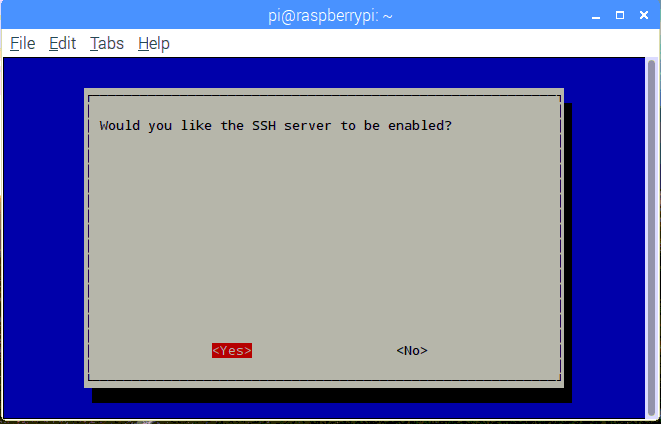 pi@raspberrypi: ~
File Edit Tabs Help
Would you like the SSH server to be enabled?
<Yes> <No>